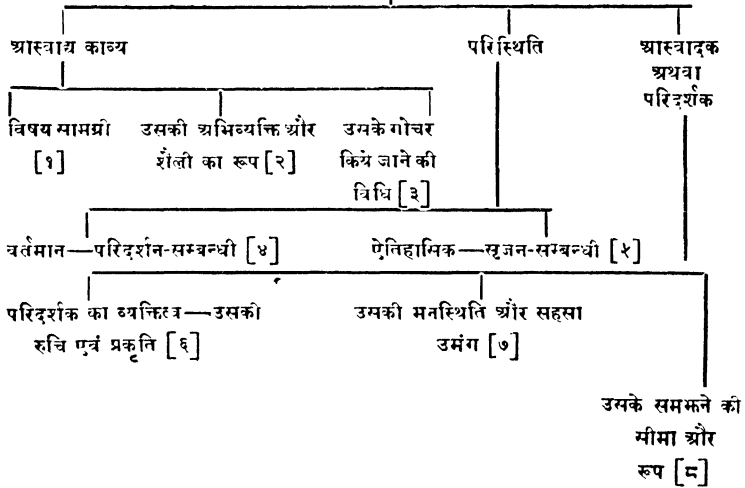 आस्वाद्य काव्य
परिस्थिति
आस्वादक
अथवा
परिदर्शक
विषय सामग्री
[१]
उसकी अभिव्यक्ति और
शैली का रूप [२]
उसके गोचर
किये जाने की
विधि [३]
वर्तमान—परिदर्शन-सम्बन्धी [४]
ऐतिहासिक—सृजन-सम्बन्धी [५]
परिदर्शक का व्यक्तित्व—उसकी
रुचि एवं प्रकृति [६]
उसकी मनस्थिति और सहसा
उमंग [७]
उसके समझने की
सीमा और
रूप [८]